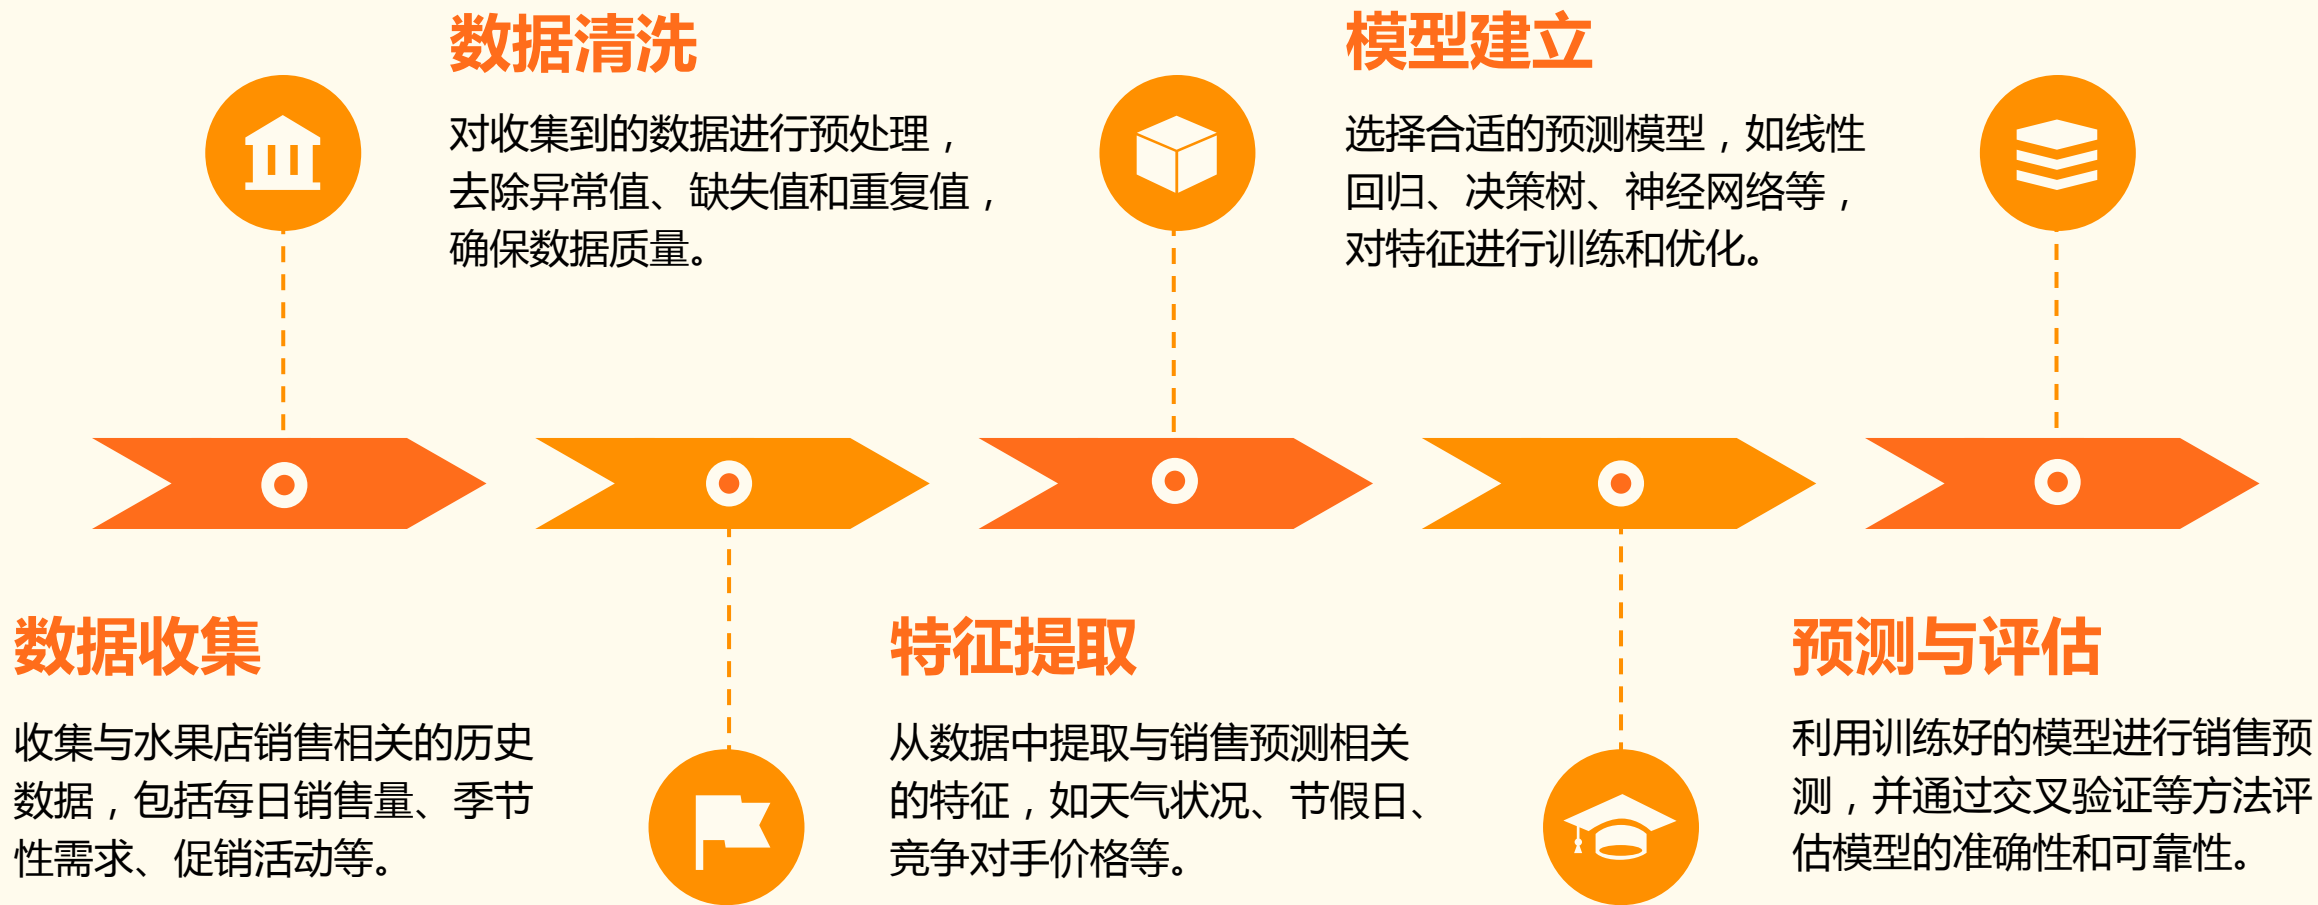 数据清洗
对收集到的数据进行预处理，
去除异常值、缺失值和重复值，
确保数据质量。
模型建立
选择合适的预测模型，如线性
回归、决策树、神经网络等，
对特征进行训练和优化。
数据收集
收集与水果店销售相关的历史
数据，包括每日销售量、季节
性需求、促销活动等。
特征提取
从数据中提取与销售预测相关
的特征，如天气状况、节假日、
竞争对手价格等。
预测与评估
利用训练好的模型进行销售预
测，并通过交叉验证等方法评
估模型的准确性和可靠性。